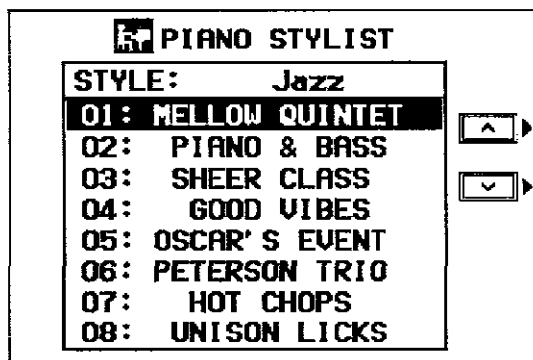 PIANO STYLIST
STYLE: Jazz
01: MELLOW QUINTET
02: PIANO & BASS
03: SHEER CLASS
04: GOOD VIBES
05: OSCAR'S EVENT
06: PETERSON TRIO
07: HOT CHOPS
08: UNISON LICKS